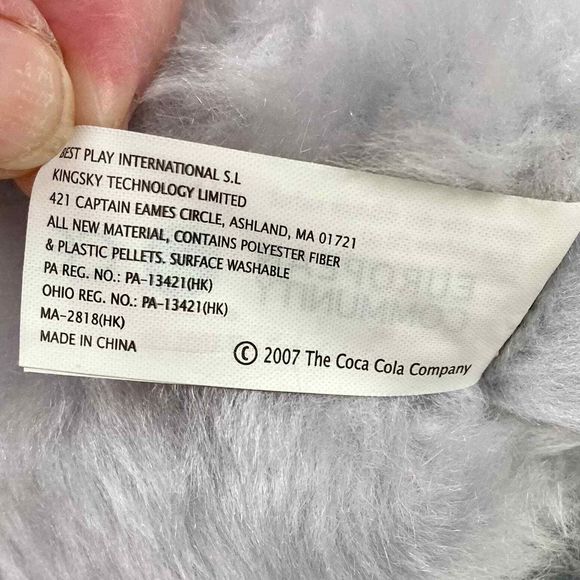 BEST PLAY INTERNATIONAL S.L
KINGSKY TECHNOLOGY LIMITED
421 CAPTAIN EAMES CIRCLE, ASHLAND, MA 01721
ALL NEW MATERIAL, CONTAINS POLYESTER FIBER
& PLASTIC PELLETS. SURFACE WASHABLE
PA REG. NO.: PA-13421(HK)
OHIO REG. NO.: PA-13421(HK)
MA-2818(HK)
MADE IN CHINA
© 2007 The Coca Cola Company